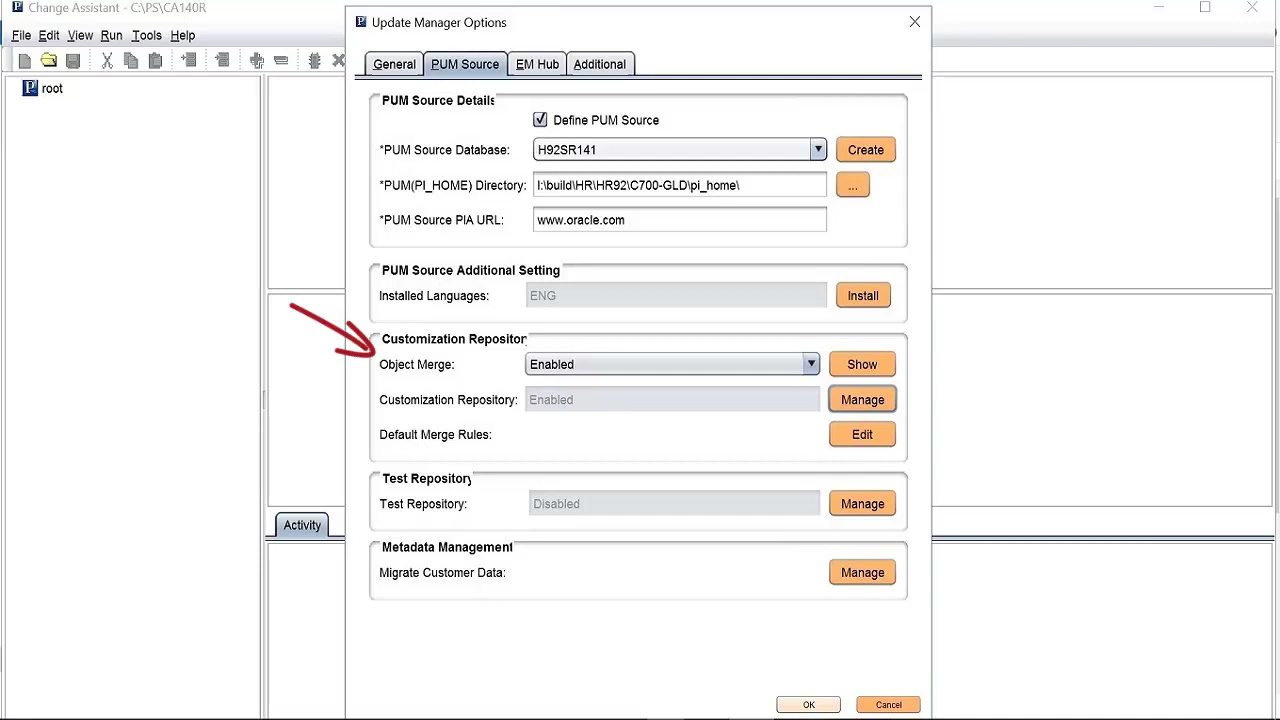 Change Assistant - C:\PS\CA140R
File Edit View Run Tools Help
root
Activity
Update Manager Options
General PUM Source EM Hub Additional
PUM Source Details
Define PUM Source
*PUM Source Database: H92SR141 Create
*PUM(PI_HOME) Directory: I:\build\HR\HR92\C700-GLD\pi_home\ ...
*PUM Source PIA URL: www.oracle.com
PUM Source Additional Setting
Installed Languages: ENG Install
Customization Repository
Object Merge: Enabled Show
Customization Repository: Enabled Manage
Default Merge Rules: Edit
Test Repository
Test Repository: Disabled Manage
Metadata Management
Migrate Customer Data: Manage
OK Cancel